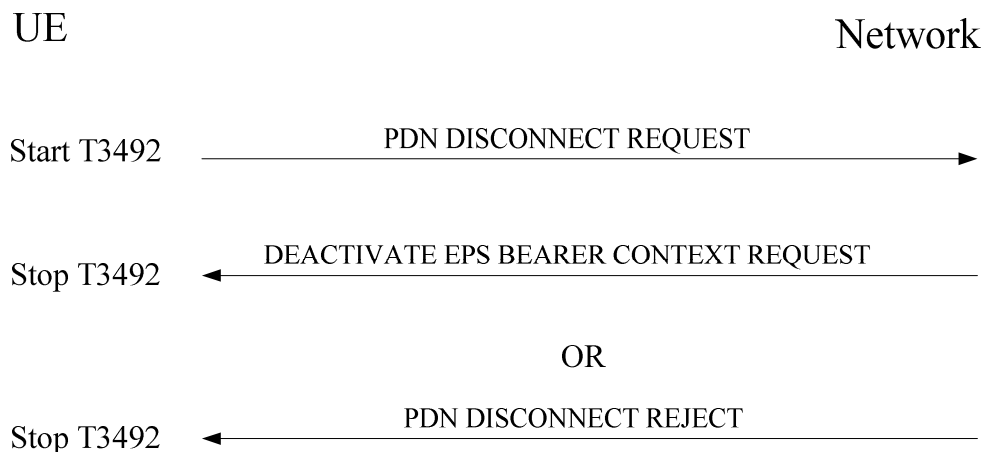 UE
Network
Start T3492
PDN DISCONNECT REQUEST
Stop T3492
DEACTIVATE EPS BEARER CONTEXT REQUEST
OR
Stop T3492
PDN DISCONNECT REJECT